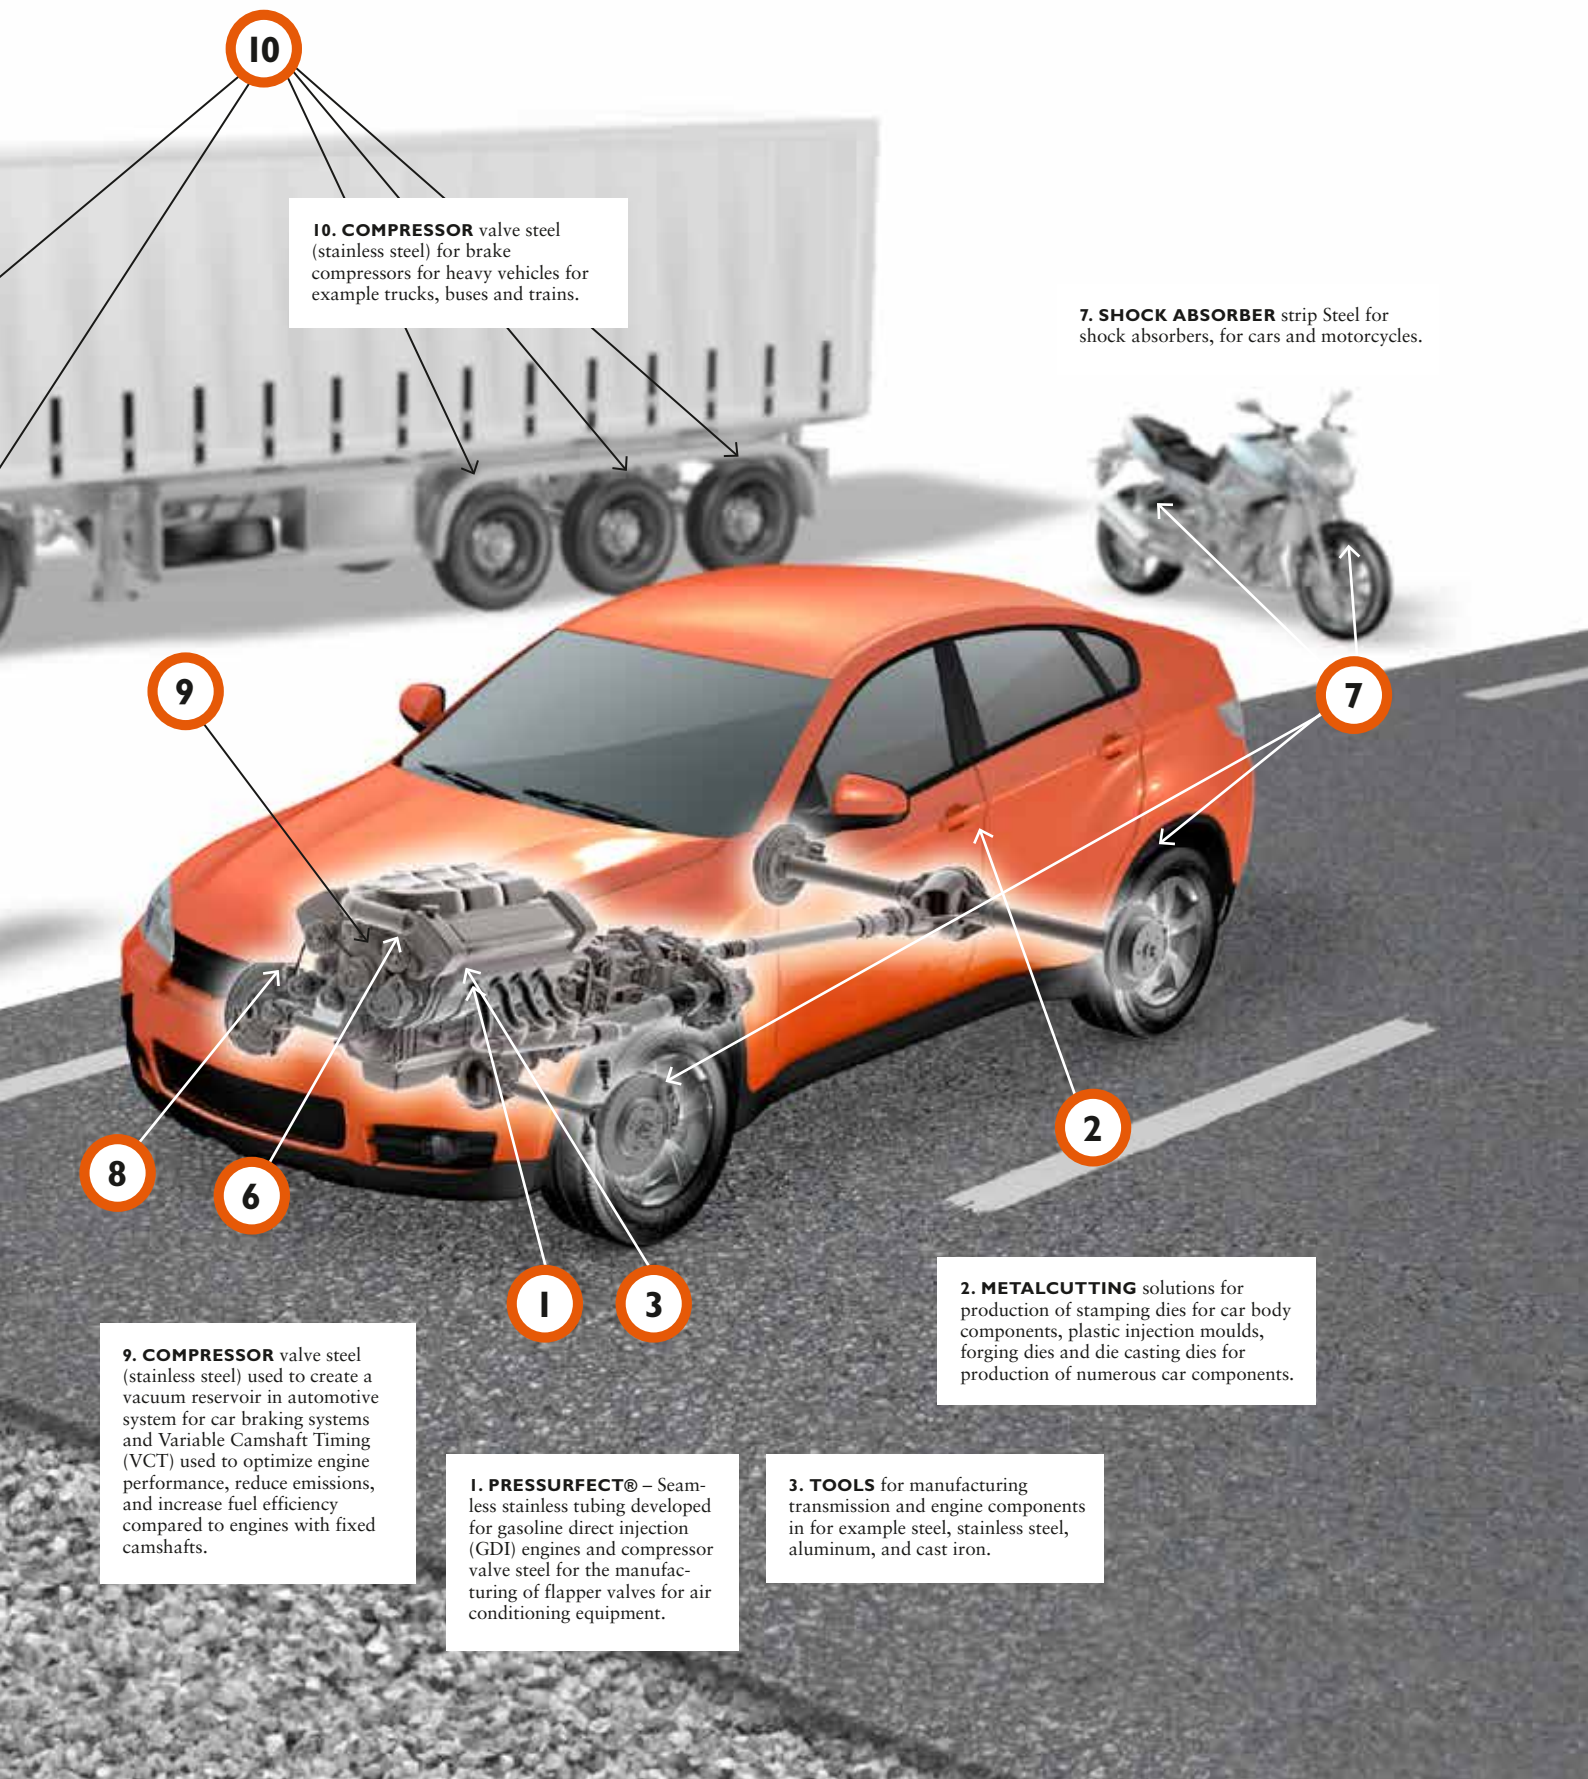 10
10. COMPRESSOR valve steel
(stainless steel) for brake
compressors for heavy vehicles for
example trucks, buses and trains.
7. SHOCK ABSORBER strip Steel for
shock absorbers, for cars and motorcycles.
9
7
2
8
6
1
3
2. METALCUTTING solutions for
production of stamping dies for car body
components, plastic injection moulds,
forging dies and die casting dies for
production of numerous car components.
9. COMPRESSOR valve steel
(stainless steel) used to create a
vacuum reservoir in automotive
system for car braking systems
and Variable Camshaft Timing
(VCT) used to optimize engine
performance, reduce emissions,
and increase fuel efficiency
compared to engines with fixed
camshafts.
1. PRESSURFECT® – Seam-
less stainless tubing developed
for gasoline direct injection
(GDI) engines and compressor
valve steel for the manufac-
turing of flapper valves for air
conditioning equipment.
3. TOOLS for manufacturing
transmission and engine components
in for example steel, stainless steel,
aluminum, and cast iron.